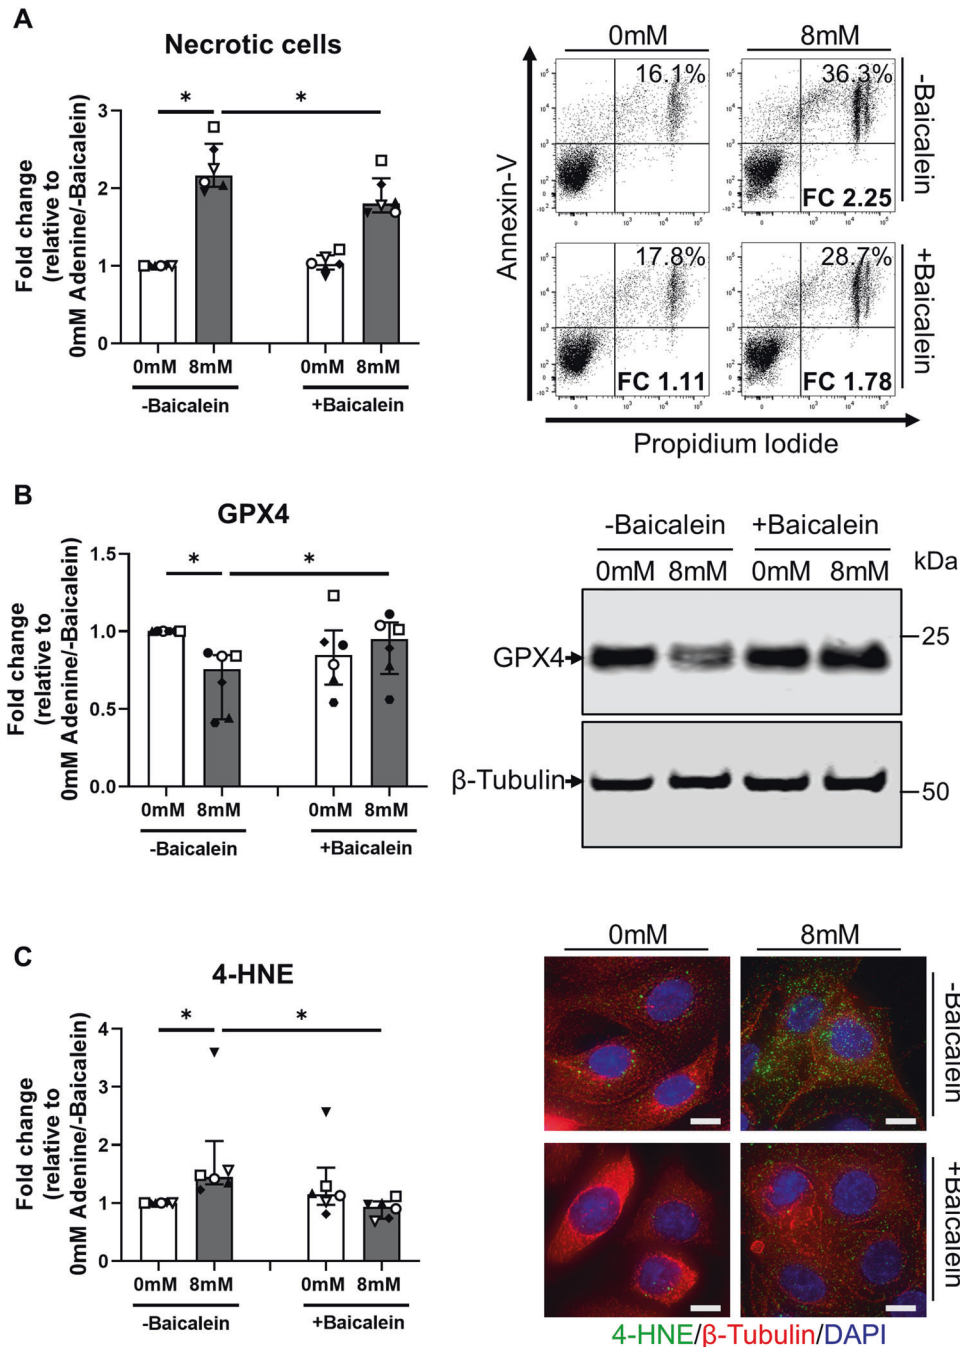 A
Necrotic cells
Fold change
(relative to
0mM Adenine/-Baicalein)
3
2
1
0
*
*
0mM 8mM 0mM 8mM
-Baicalein +Baicalein
0mM 8mM
16.1% 36.3%
FC 2.25
-Baicalein
17.8% 28.7%
FC 1.11 FC 1.78
+Baicalein
Annexin-V
Propidium Iodide
B
GPX4
Fold change
(relative to
0mM Adenine/-Baicalein)
1.5
1.0
0.5
0.0
*
*
0mM 8mM 0mM 8mM
-Baicalein +Baicalein
-Baicalein +Baicalein
0mM 8mM 0mM 8mM
kDa
GPX4
25
β-Tubulin
50
C
4-HNE
Fold change
(relative to
0mM Adenine/-Baicalein)
4
3
2
1
0
*
*
0mM 8mM 0mM 8mM
-Baicalein +Baicalein
0mM 8mM
-Baicalein
+Baicalein
4-HNE/β-Tubulin/DAPI